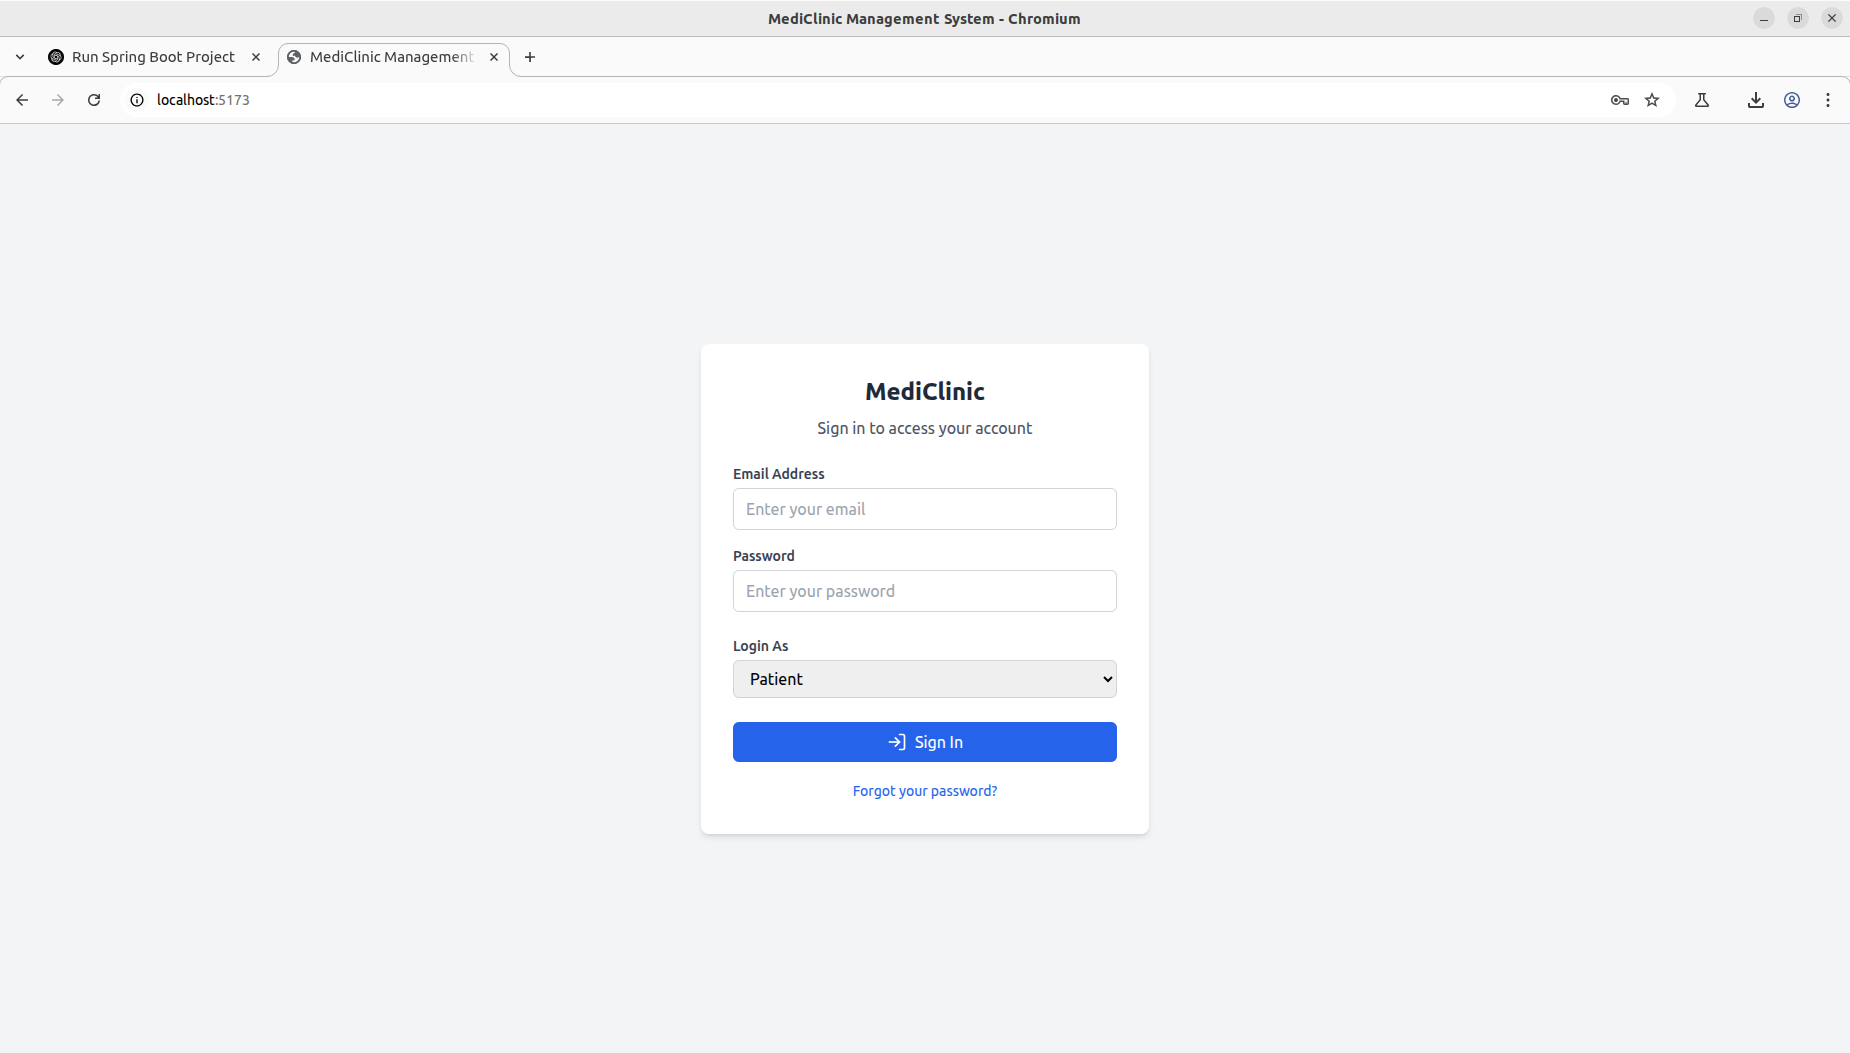 MediClinic Management System - Chromium
Run Spring Boot Project
MediClinic Management
localhost:5173
MediClinic
Sign in to access your account
Email Address
Enter your email
Password
Enter your password
Login As
Patient
Sign In
Forgot your password?